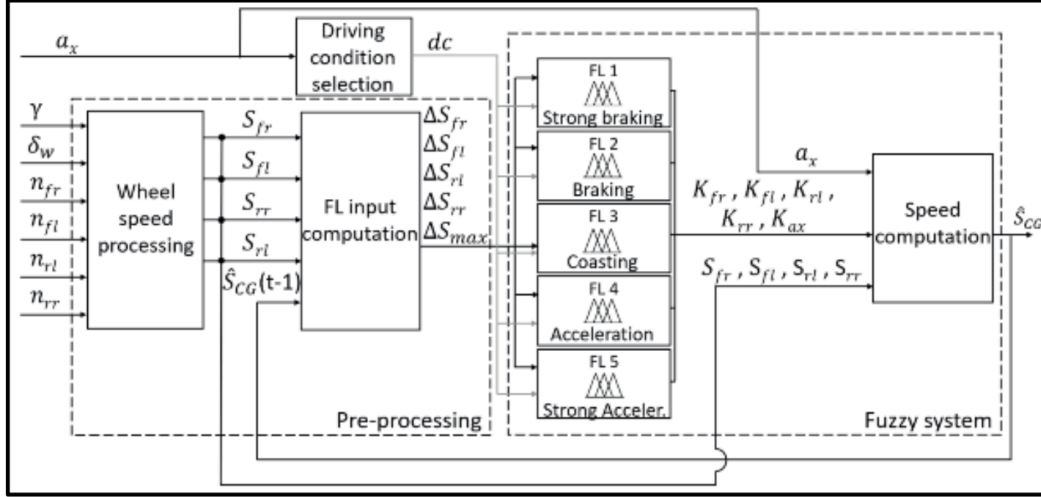 a_x
Driving
condition
selection
dc
γ
δ_w
n_fr
n_fl
n_rl
n_rr
Wheel
speed
processing
S_fr
S_fl
S_rr
S_rl
Ŝ_CG(t-1)
FL input
computation
ΔS_fr
ΔS_fl
ΔS_rl
ΔS_rr
ΔS_max
Pre-processing
FL 1
Strong braking
FL 2
Braking
FL 3
Coasting
FL 4
Acceleration
FL 5
Strong Acceler.
a_x
K_fr , K_fl , K_rl ,
K_rr , K_ax
S_fr , S_fl , S_rl , S_rr
Speed
computation
Ŝ_CG
Fuzzy system